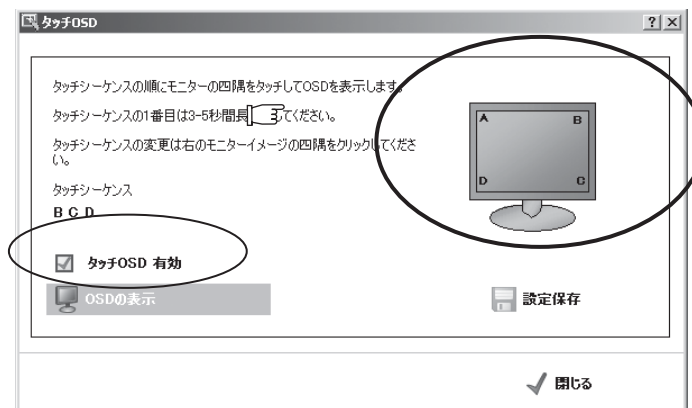 タッチOSD
タッチシーケンスの順にモニターの四隅をタッチしてOSDを表示します。
タッチシーケンスの1番目は3-5秒間長 してください。
タッチシーケンスの変更は右のモニターイメージの四隅をクリックしてくださ
い。
タッチシーケンス
B C D
タッチOSD 有効
OSDの表示
A
B
D
C
設定保存
閉じる